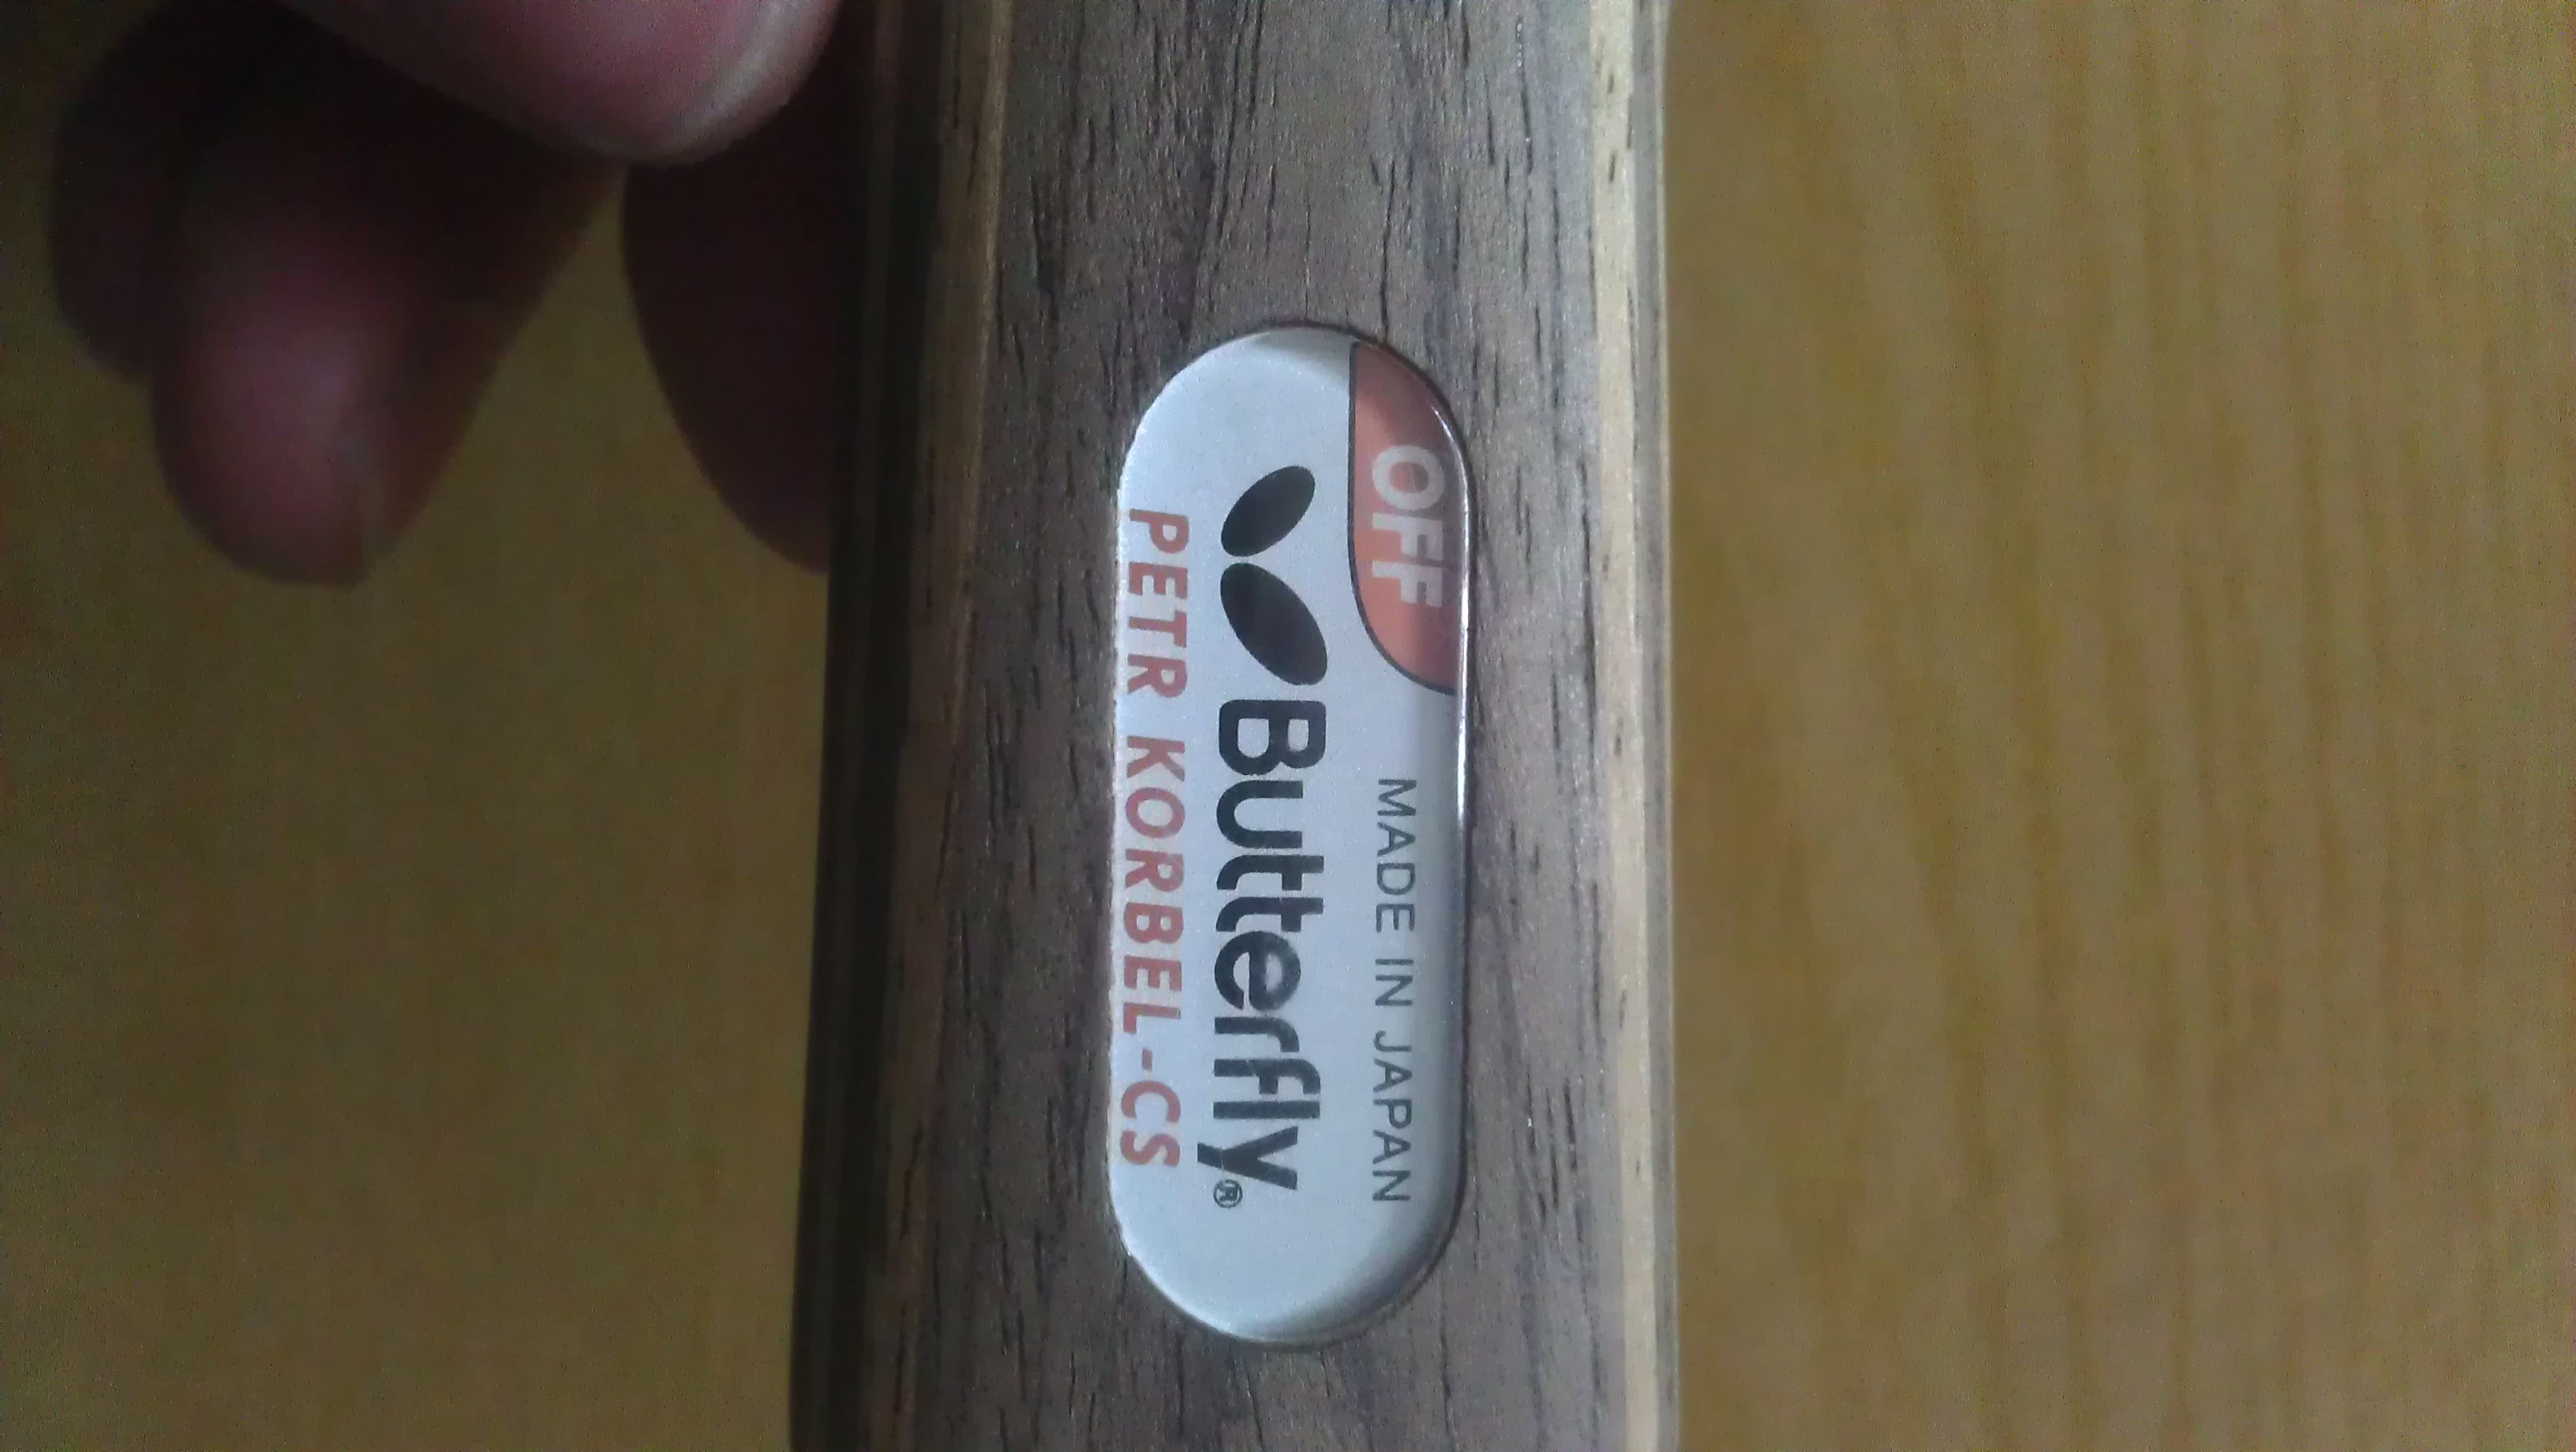 OFF
MADE IN JAPAN
Butterfly®
PETR KORBEL-CS